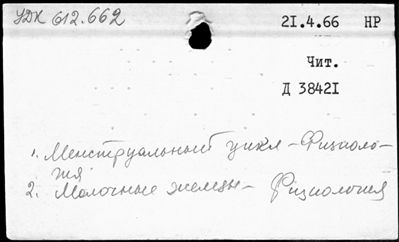 УДК 612.662 21.4.66 НР
Чит.
Д 38421
1. Менструальный цикл – Физиоло-
гия
2. Молочные железы – Физиология